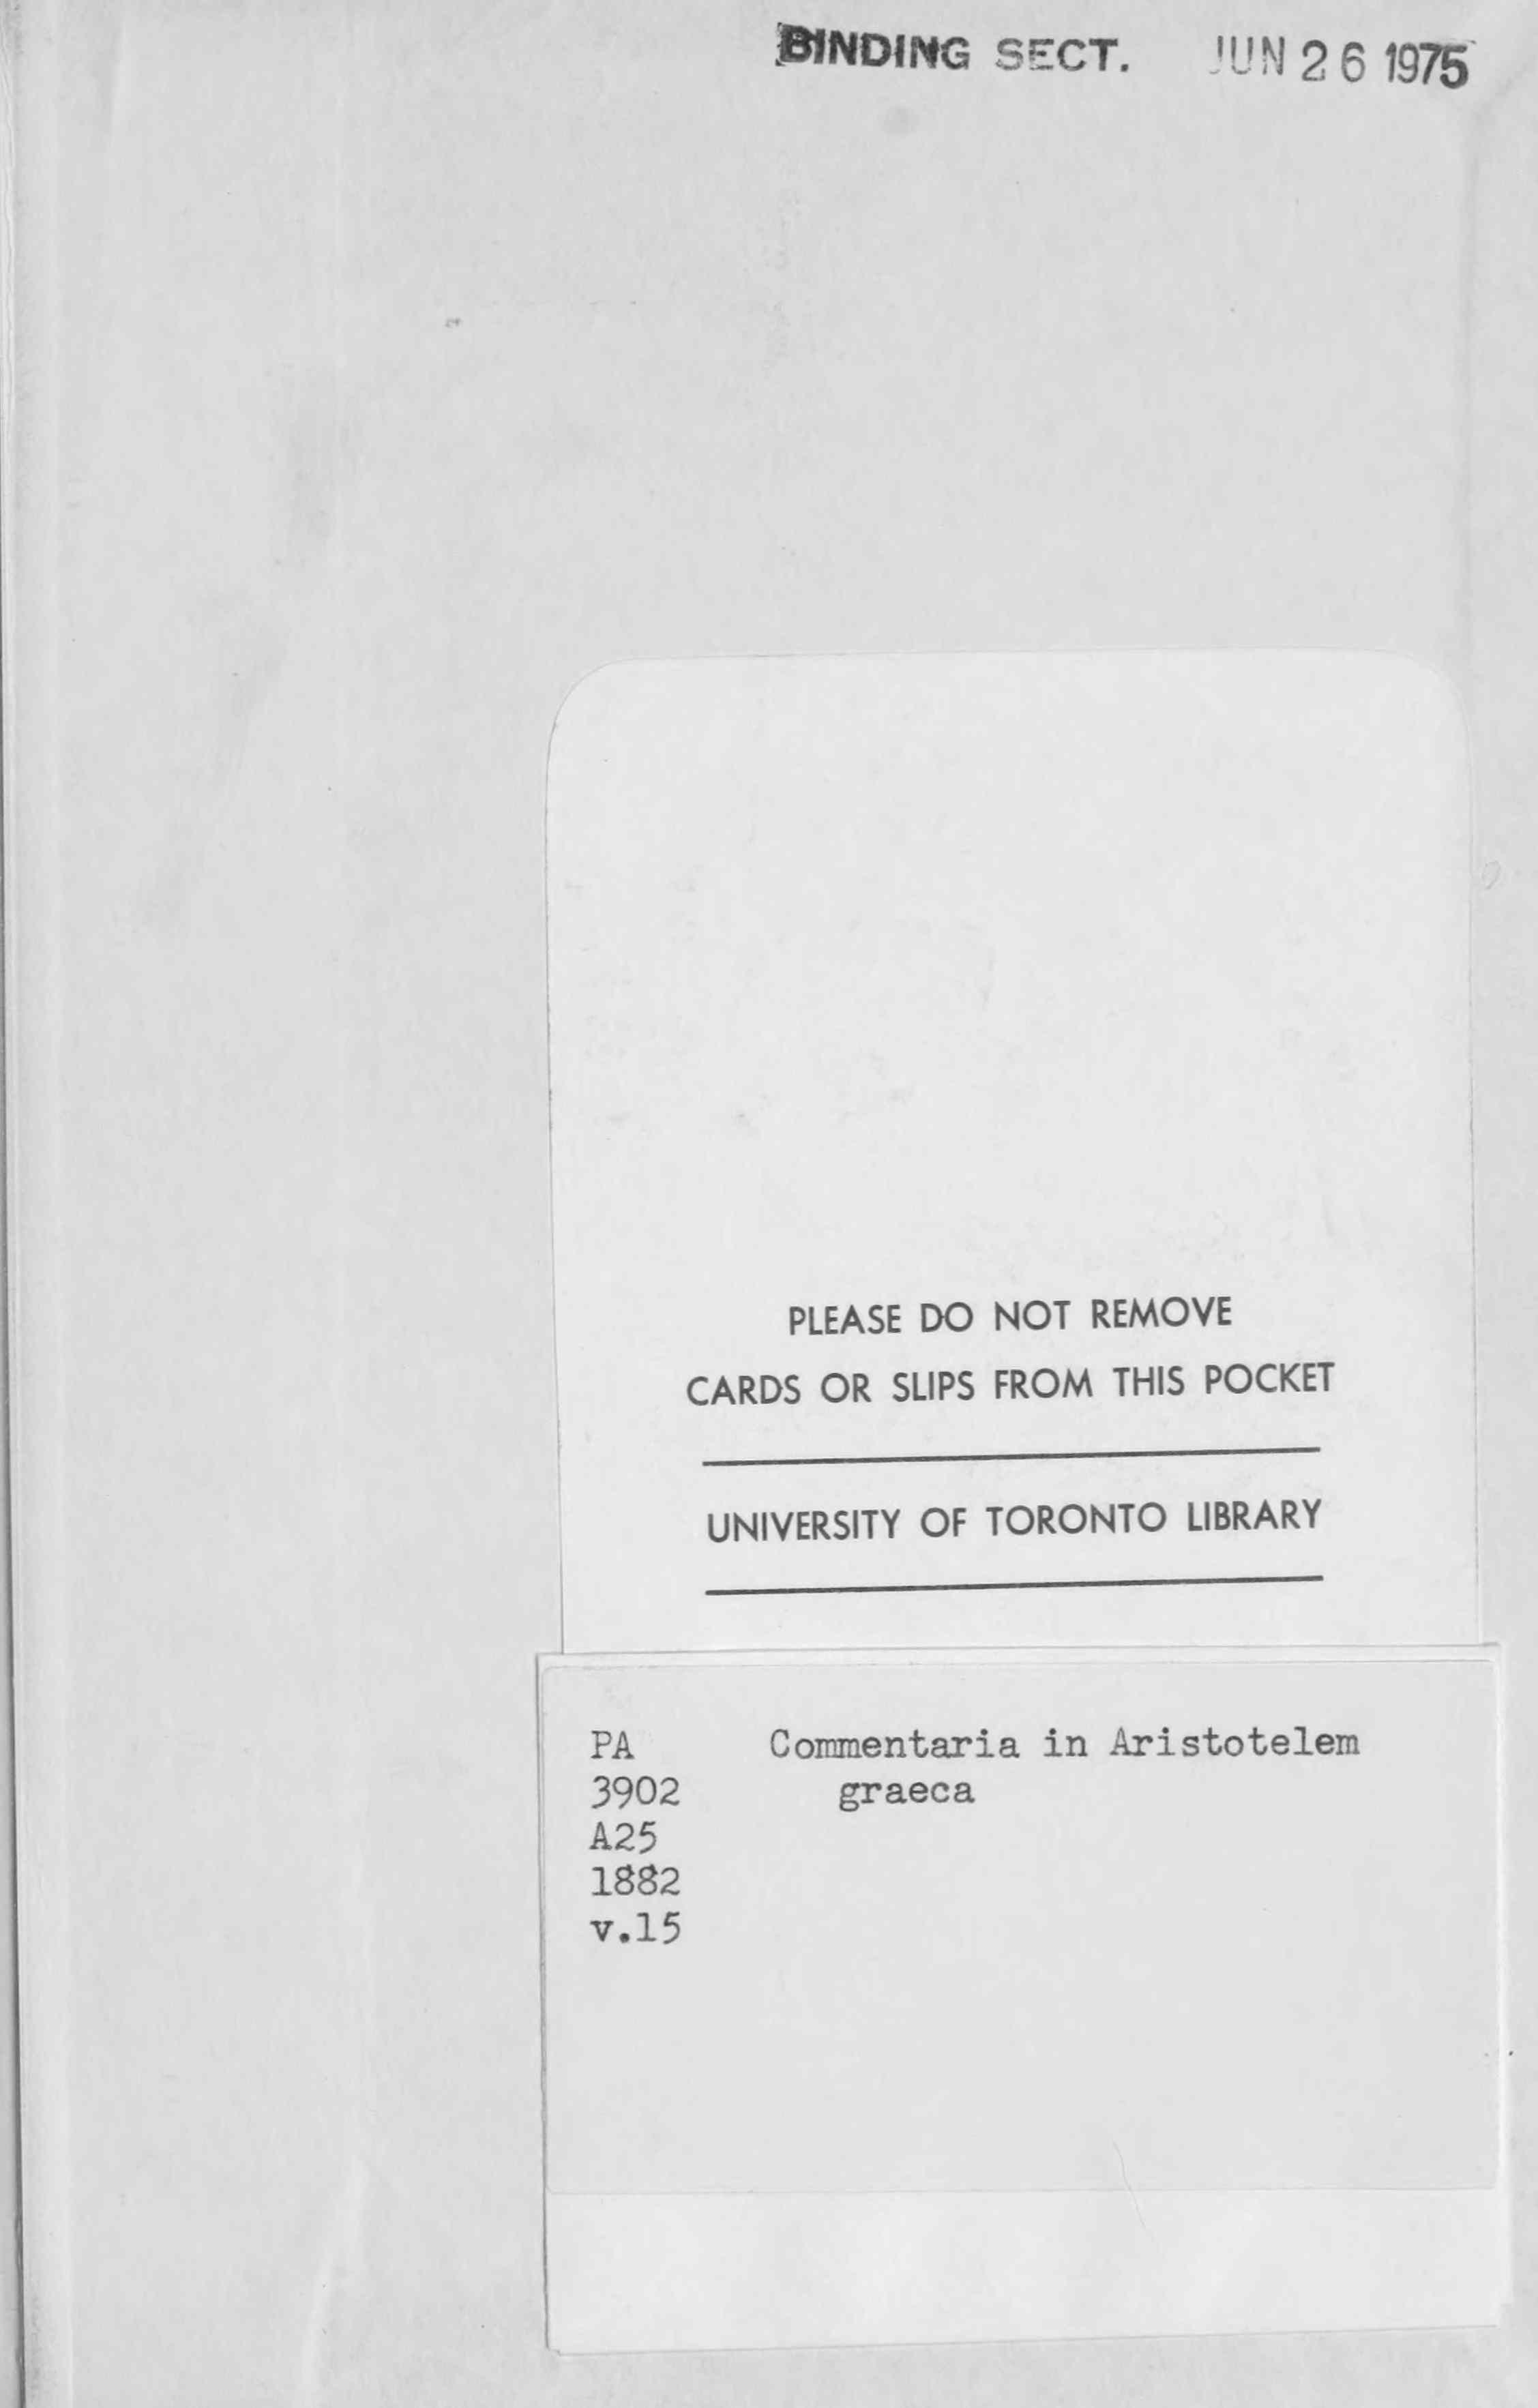 BINDING SECT. JUN 26 1975
PLEASE DO NOT REMOVE
CARDS OR SLIPS FROM THIS POCKET
UNIVERSITY OF TORONTO LIBRARY
PA Commentaria in Aristotelem
3902 graeca
A25
1882
v.15